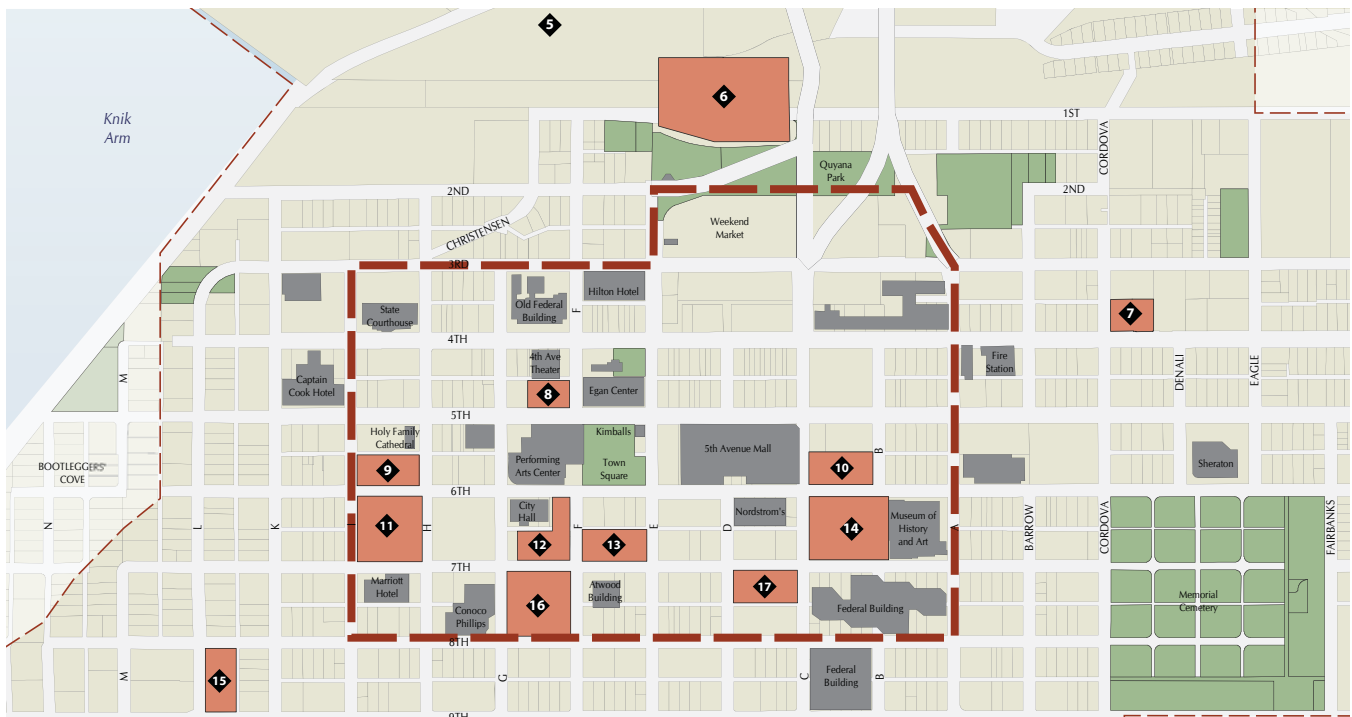 5
6
Knik
Arm
1ST
CORDOVA
Quyana
Park
2ND
2ND
Weekend
Market
CHRISTENSEN
3RD
Hilton Hotel
Old Federal
Building
F
State
Courthouse
7
4TH
4th Ave
Theater
Fire
Station
M
Captain
Cook Hotel
8
Egan Center
DENALI
EAGLE
5TH
Holy Family
Cathedral
Kimballs
5th Avenue Mall
B
Performing
Arts Center
Town
Square
9
10
Sheraton
BOOTLEGGERS'
COVE
6TH
City
Hall
Nordstrom's
Museum of
History
and Art
N
L
K
I
11
H
F
E
D
14
A
BARROW
CORDOVA
FAIRBANKS
12
13
7TH
Marriott
Hotel
Atwood
Building
17
16
Conoco
Phillips
Federal Building
Memorial
Cemetery
8TH
M
15
G
C
Federal
Building
B
9TH